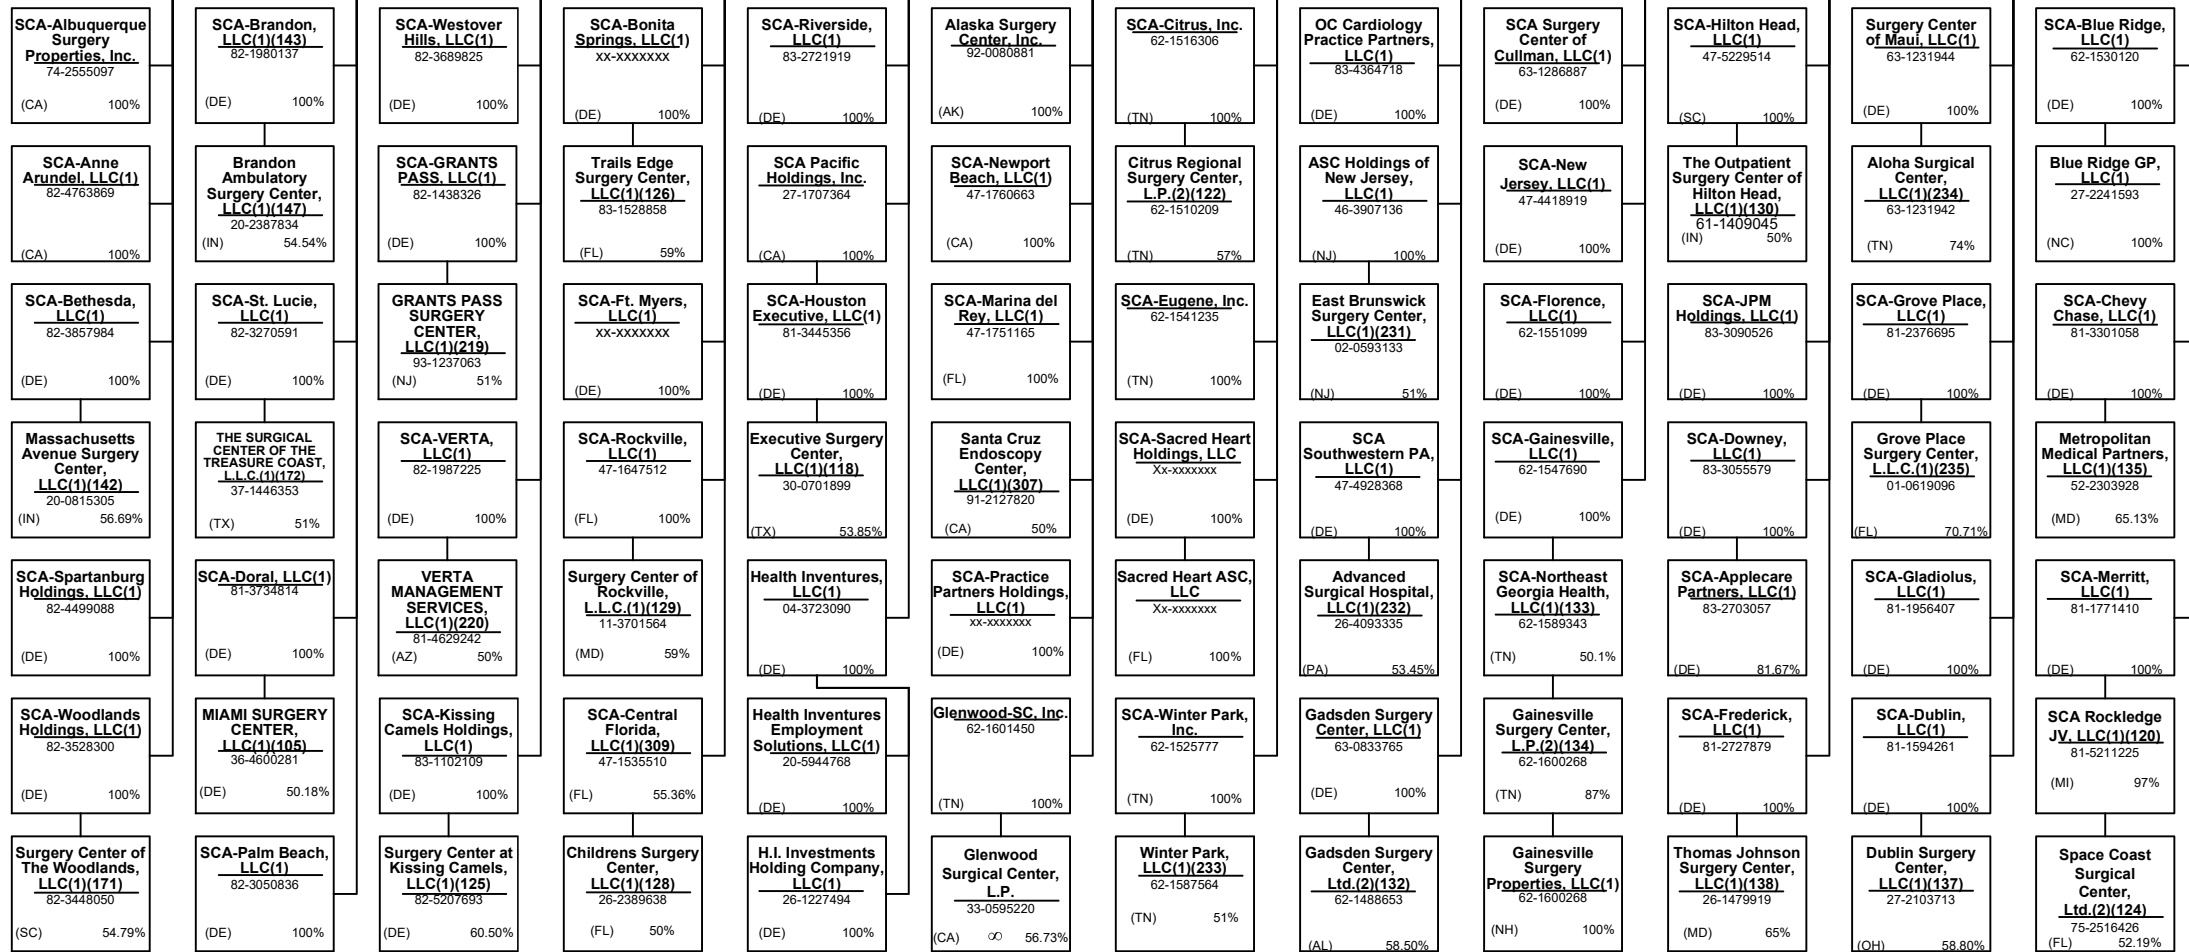 SCA-Albuquerque
Surgery
Properties, Inc.
74-2555097
(CA) 100%
SCA-Brandon,
LLC(1)(143)
82-1980137
(DE) 100%
SCA-Westover
Hills, LLC(1)
82-3689825
(DE) 100%
SCA-Bonita
Springs, LLC(1)
xx-xxxxxxx
(DE) 100%
SCA-Riverside,
LLC(1)
83-2721919
(DE) 100%
Alaska Surgery
Center, Inc.
92-0080881
(AK) 100%
SCA-Citrus, Inc.
62-1516306
(TN) 100%
OC Cardiology
Practice Partners,
LLC(1)
83-4364718
(DE) 100%
SCA Surgery
Center of
Cullman, LLC(1)
63-1286887
(DE) 100%
SCA-Hilton Head,
LLC(1)
47-5229514
(SC) 100%
Surgery Center
of Maui, LLC(1)
63-1231944
(DE) 100%
SCA-Blue Ridge,
LLC(1)
62-1530120
(DE) 100%
SCA-Anne
Arundel, LLC(1)
82-4763869
(CA) 100%
Brandon
Ambulatory
Surgery Center,
LLC(1)(147)
20-2387834
(IN) 54.54%
SCA-GRANTS
PASS, LLC(1)
82-1438326
(DE) 100%
Trails Edge
Surgery Center,
LLC(1)(126)
83-1528858
(FL) 59%
SCA Pacific
Holdings, Inc.
27-1707364
(CA) 100%
SCA-Newport
Beach, LLC(1)
47-1760663
(CA) 100%
Citrus Regional
Surgery Center,
L.P.(2)(122)
62-1510209
(TN) 57%
ASC Holdings of
New Jersey,
LLC(1)
46-3907136
(NJ) 100%
SCA-New
Jersey, LLC(1)
47-4418919
(DE) 100%
The Outpatient
Surgery Center of
Hilton Head,
LLC(1)(130)
61-1409045
(IN) 50%
Aloha Surgical
Center,
LLC(1)(234)
63-1231942
(TN) 74%
Blue Ridge GP,
LLC(1)
27-2241593
(NC) 100%
SCA-Bethesda,
LLC(1)
82-3857984
(DE) 100%
SCA-St. Lucie,
LLC(1)
82-3270591
(DE) 100%
GRANTS PASS
SURGERY
CENTER,
LLC(1)(219)
93-1237063
(NJ) 51%
SCA-Ft. Myers,
LLC(1)
xx-xxxxxxx
(DE) 100%
SCA-Houston
Executive, LLC(1)
81-3445356
(DE) 100%
SCA-Marina del
Rey, LLC(1)
47-1751165
(FL) 100%
SCA-Eugene, Inc.
62-1541235
(TN) 100%
East Brunswick
Surgery Center,
LLC(1)(231)
02-0593133
(NJ) 51%
SCA-Florence,
LLC(1)
62-1551099
(DE) 100%
SCA-JPM
Holdings, LLC(1)
83-3090526
(DE) 100%
SCA-Grove Place,
LLC(1)
81-2376695
(DE) 100%
SCA-Chevy
Chase, LLC(1)
81-3301058
(DE) 100%
Massachusetts
Avenue Surgery
Center,
LLC(1)(142)
20-0815305
(IN) 56.69%
THE SURGICAL
CENTER OF THE
TREASURE COAST,
L.L.C.(1)(172)
37-1446353
(TX) 51%
SCA-VERTA,
LLC(1)
82-1987225
(DE) 100%
SCA-Rockville,
LLC(1)
47-1647512
(FL) 100%
Executive Surgery
Center,
LLC(1)(118)
30-0701899
(TX) 53.85%
Santa Cruz
Endoscopy
Center,
LLC(1)(307)
91-2127820
(CA) 50%
SCA-Sacred Heart
Holdings, LLC
Xx-xxxxxxx
(DE) 100%
SCA
Southwestern PA,
LLC(1)
47-4928368
(DE) 100%
SCA-Gainesville,
LLC(1)
62-1547690
(DE) 100%
SCA-Downey,
LLC(1)
83-3055579
(DE) 100%
Grove Place
Surgery Center,
L.L.C.(1)(235)
01-0619096
(FL) 70.71%
Metropolitan
Medical Partners,
LLC(1)(135)
52-2303928
(MD) 65.13%
SCA-Spartanburg
Holdings, LLC(1)
82-4499088
(DE) 100%
SCA-Doral, LLC(1)
81-3734814
(DE) 100%
VERTA
MANAGEMENT
SERVICES,
LLC(1)(220)
81-4629242
(AZ) 50%
Surgery Center of
Rockville,
L.L.C.(1)(129)
11-3701564
(MD) 59%
Health Inventures,
LLC(1)
04-3723090
(DE) 100%
SCA-Practice
Partners Holdings,
LLC(1)
xx-xxxxxxx
(DE) 100%
Sacred Heart ASC,
LLC
Xx-xxxxxxx
(FL) 100%
Advanced
Surgical Hospital,
LLC(1)(232)
26-4093335
(PA) 53.45%
SCA-Northeast
Georgia Health,
LLC(1)(133)
62-1589343
(TN) 50.1%
SCA-Applecare
Partners, LLC(1)
83-2703057
(DE) 81.67%
SCA-Gladiolus,
LLC(1)
81-1956407
(DE) 100%
SCA-Merritt,
LLC(1)
81-1771410
(DE) 100%
SCA-Woodlands
Holdings, LLC(1)
82-3528300
(DE) 100%
MIAMI SURGERY
CENTER,
LLC(1)(105)
36-4600281
(DE) 50.18%
SCA-Kissing
Camels Holdings,
LLC(1)
83-1102109
(DE) 100%
SCA-Central
Florida,
LLC(1)(309)
47-1535510
(FL) 55.36%
Health Inventures
Employment
Solutions, LLC(1)
20-5944768
(DE) 100%
Glenwood-SC, Inc.
62-1601450
(TN) 100%
SCA-Winter Park,
Inc.
62-1525777
(TN) 100%
Gadsden Surgery
Center, LLC(1)
63-0833765
(DE) 100%
Gainesville
Surgery Center,
L.P.(2)(134)
62-1600268
(TN) 87%
SCA-Frederick,
LLC(1)
81-2727879
(DE) 100%
SCA-Dublin,
LLC(1)
81-1594261
(DE) 100%
SCA Rockledge
JV, LLC(1)(120)
81-5211225
(MI) 97%
Surgery Center of
The Woodlands,
LLC(1)(171)
82-3448050
(SC) 54.79%
SCA-Palm Beach,
LLC(1)
82-3050836
(DE) 100%
Surgery Center at
Kissing Camels,
LLC(1)(125)
82-5207693
(DE) 60.50%
Childrens Surgery
Center,
LLC(1)(128)
26-2389638
(FL) 50%
H.I. Investments
Holding Company,
LLC(1)
26-1227494
(DE) 100%
Glenwood
Surgical Center,
L.P.
33-0595220
(CA) ∞ 56.73%
Winter Park,
LLC(1)(233)
62-1587564
(TN) 51%
Gadsden Surgery
Center,
Ltd.(2)(132)
62-1488653
(AL) 58.50%
Gainesville
Surgery
Properties, LLC(1)
62-1600268
(NH) 100%
Thomas Johnson
Surgery Center,
LLC(1)(138)
26-1479919
(MD) 65%
Dublin Surgery
Center,
LLC(1)(137)
27-2103713
(OH) 58.80%
Space Coast
Surgical
Center,
Ltd.(2)(124)
75-2516426
(FL) 52.19%